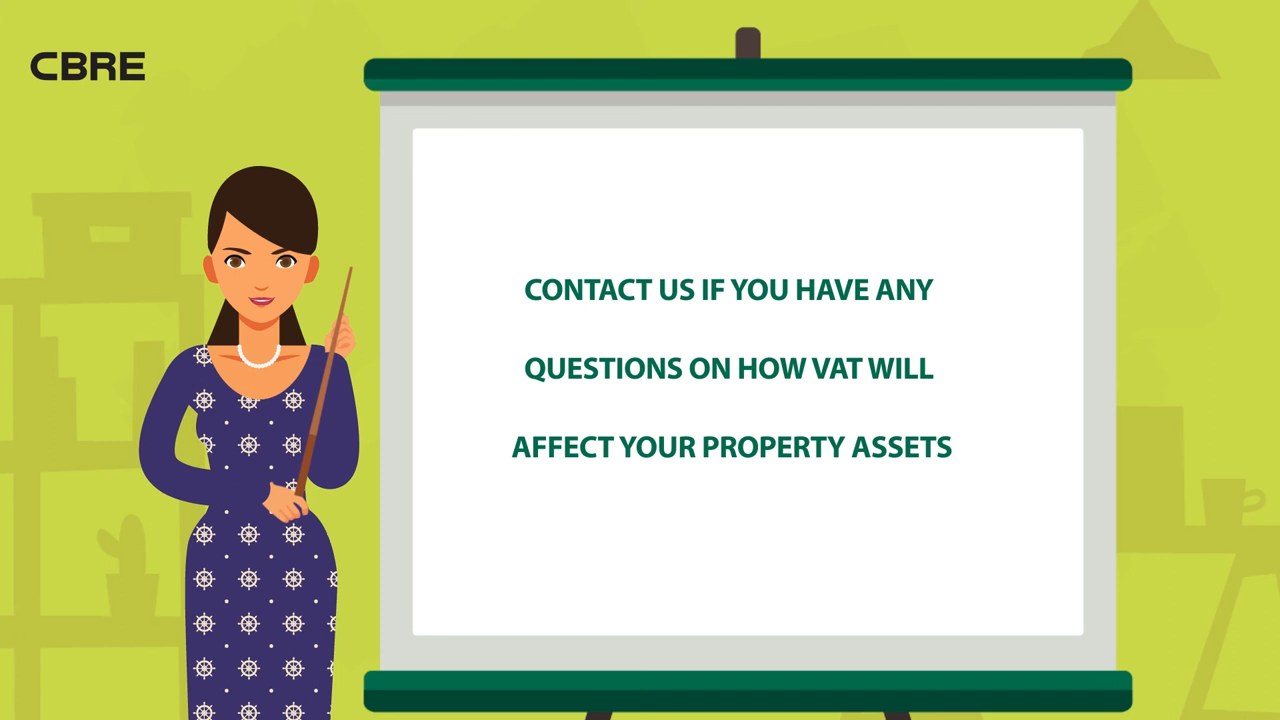 CBRE
CONTACT US IF YOU HAVE ANY
QUESTIONS ON HOW VAT WILL
AFFECT YOUR PROPERTY ASSETS